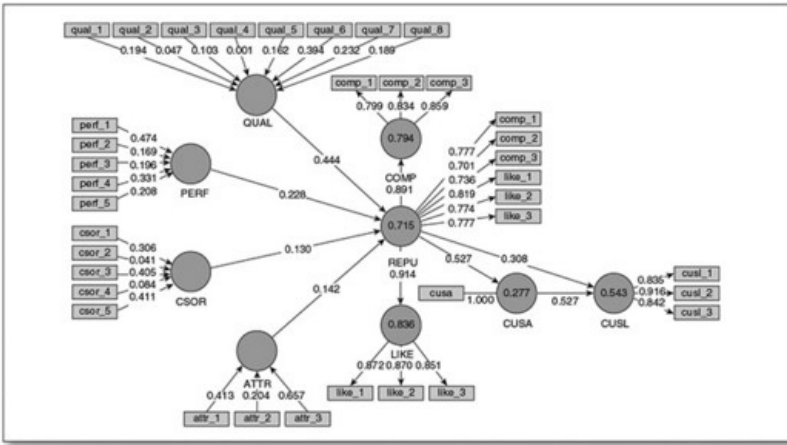 qual_1 qual_2 qual_3 qual_4 qual_5 qual_6 qual_7 qual_8
0.194 0.047 0.103 0.001 0.162 0.394 0.232 0.189
QUAL
comp_1 comp_2 comp_3
0.799 0.834 0.859
0.794
COMP
0.891
perf_1
perf_2
perf_3
perf_4
perf_5
0.474
0.169
0.196
0.331
0.208
PERF
0.444
0.228
0.130
0.142
comp_1
comp_2
comp_3
like_1
like_2
like_3
0.777
0.701
0.736
0.819
0.774
0.777
0.715
REPU
0.914
csor_1
csor_2
csor_3
csor_4
csor_5
0.306
0.041
0.405
0.084
0.411
CSOR
0.527
0.308
cusa
1.000
0.277
CUSA
0.527
0.543
CUSL
0.835
0.916
0.842
cusl_1
cusl_2
cusl_3
ATTR
0.413 0.204 0.657
attr_1 attr_2 attr_3
0.836
LIKE
0.872 0.870 0.851
like_1 like_2 like_3